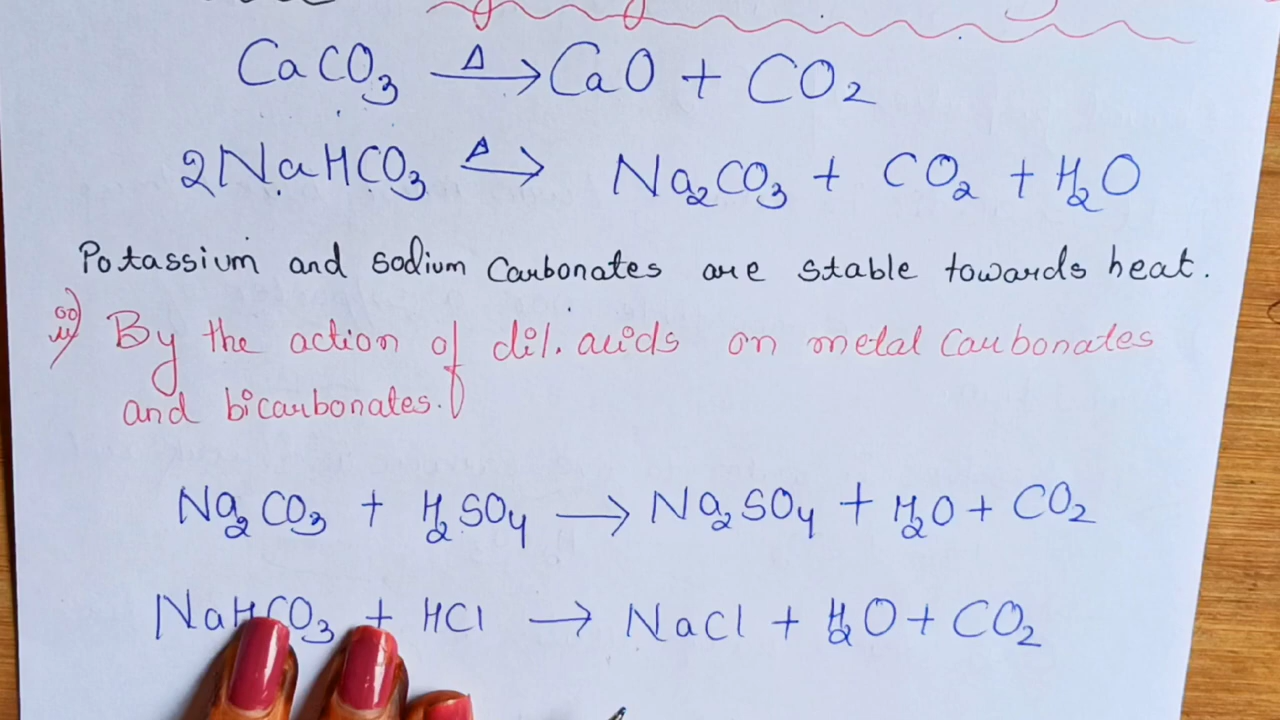 CaCO₃ —Δ→ CaO + CO₂
2NaHCO₃ —Δ→ Na₂CO₃ + CO₂ + H₂O
Potassium and sodium Carbonates are stable towards heat.
By the action of dil. acids on metal Carbonates
and bicarbonates.
Na₂CO₃ + H₂SO₄ → Na₂SO₄ + H₂O + CO₂
NaHCO₃ + HCl → NaCl + H₂O + CO₂